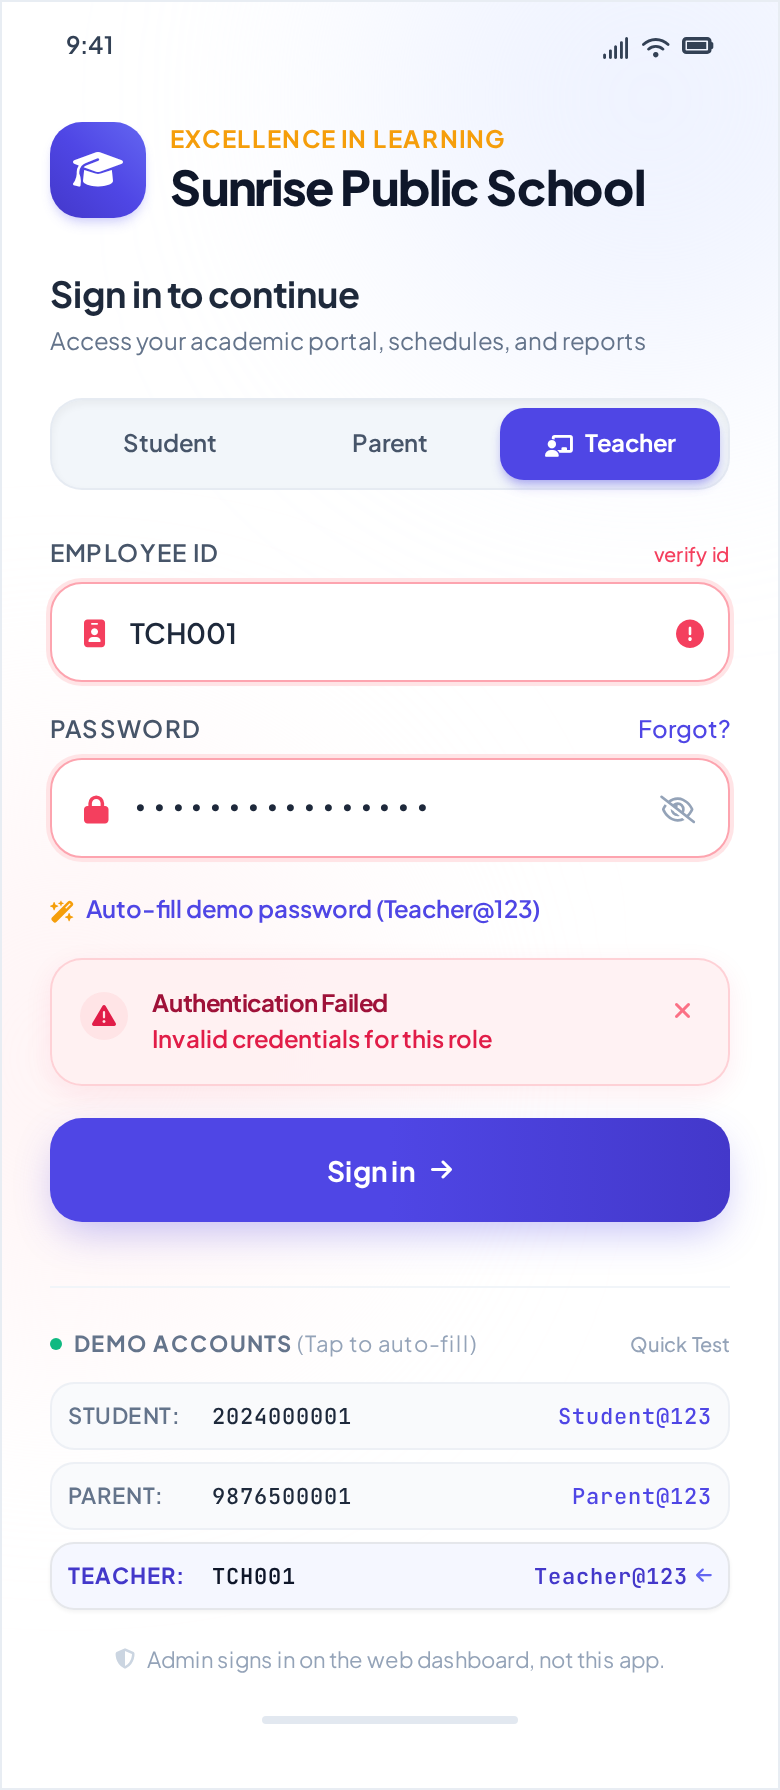 9:41
EXCELLENCE IN LEARNING
Sunrise Public School
Sign in to continue
Access your academic portal, schedules, and reports
Student Parent Teacher
EMPLOYEE ID verify id
TCH001
PASSWORD Forgot?
••••••••••••••••
Auto-fill demo password (Teacher@123)
Authentication Failed
Invalid credentials for this role
Sign in →
DEMO ACCOUNTS (Tap to auto-fill) Quick Test
STUDENT: 2024000001 Student@123
PARENT: 9876500001 Parent@123
TEACHER: TCH001 Teacher@123 ←
Admin signs in on the web dashboard, not this app.